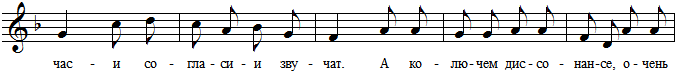 час - и со - гла - си - и зву - чат. А ко - лю - чем дис - со - нан - се, о - чень